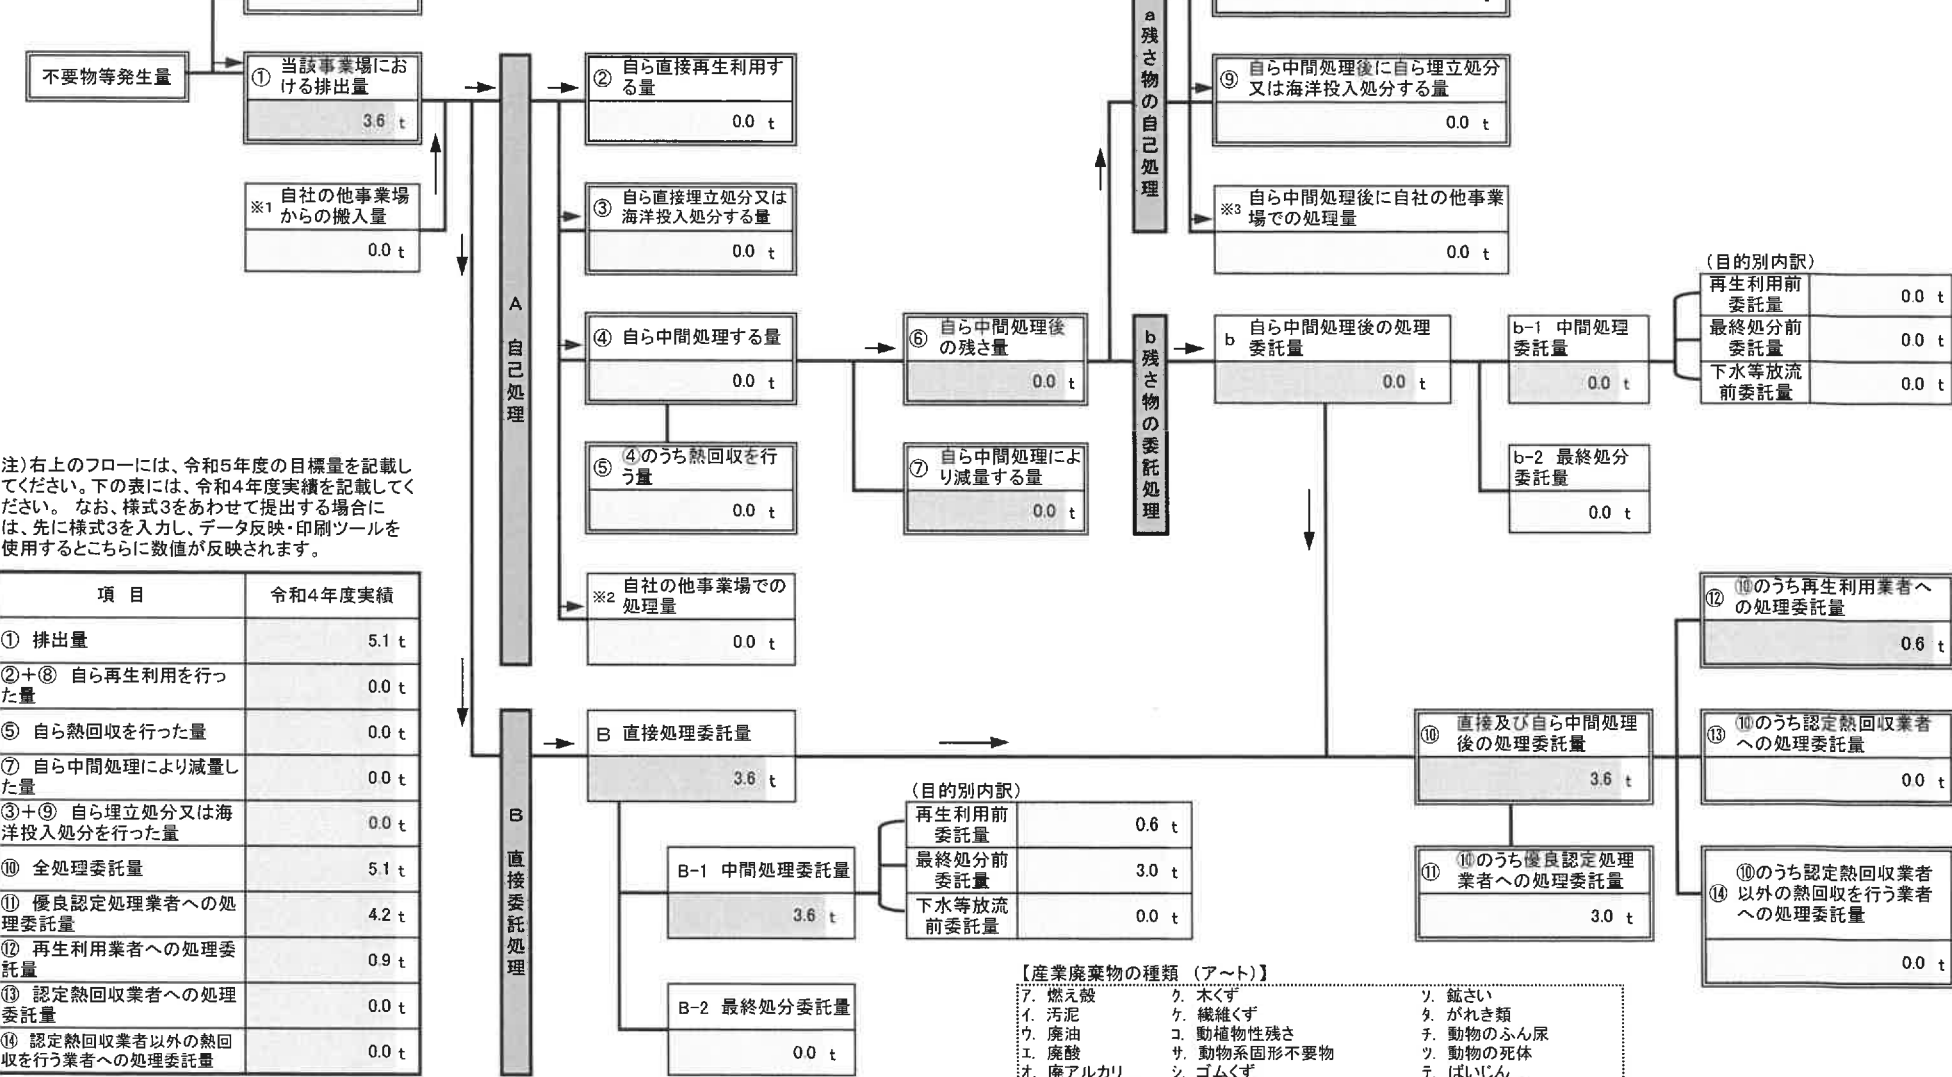 不要物等発生量
① 当該事業場にお
ける排出量
3.6 t
※1 自社の他事業場
からの搬入量
0.0 t
A 自己処理
② 自ら直接再生利用す
る量
0.0 t
③ 自ら直接埋立処分又は
海洋投入処分する量
0.0 t
④ 自ら中間処理する量
0.0 t
⑤ ④のうち熱回収を行
う量
0.0 t
※2 自社の他事業場での
処理量
0.0 t
⑥ 自ら中間処理後
の残さ量
0.0 t
⑦ 自ら中間処理によ
り減量する量
0.0 t
a残さ物の自己処理
⑨ 自ら中間処理後に自ら埋立処分
又は海洋投入処分する量
0.0 t
※3 自ら中間処理後に自社の他事業
場での処理量
0.0 t
b残さ物の委託処理
b 自ら中間処理後の処理
委託量
0.0 t
b-1 中間処理
委託量
0.0 t
(目的別内訳)
再生利用前
委託量 0.0 t
最終処分前
委託量 0.0 t
下水等放流
前委託量 0.0 t
b-2 最終処分
委託量
0.0 t
注)右上のフローには、令和5年度の目標量を記載し
てください。下の表には、令和4年度実績を記載してく
ださい。 なお、様式3をあわせて提出する場合に
は、先に様式3を入力し、データ反映・印刷ツールを
使用するとこちらに数値が反映されます。
項 目 令和4年度実績
① 排出量 5.1 t
②+⑧ 自ら再生利用を行っ
た量 0.0 t
⑤ 自ら熱回収を行った量 0.0 t
⑦ 自ら中間処理により減量し
た量 0.0 t
③+⑨ 自ら埋立処分又は海
洋投入処分を行った量 0.0 t
⑩ 全処理委託量 5.1 t
⑪ 優良認定処理業者への処
理委託量 4.2 t
⑫ 再生利用業者への処理委
託量 0.9 t
⑬ 認定熱回収業者への処理
委託量 0.0 t
⑭ 認定熱回収業者以外の熱回
収を行う業者への処理委託量 0.0 t
B 直接委託処理
B 直接処理委託量
3.6 t
B-1 中間処理委託量
3.6 t
(目的別内訳)
再生利用前
委託量 0.6 t
最終処分前
委託量 3.0 t
下水等放流
前委託量 0.0 t
B-2 最終処分委託量
0.0 t
⑩ 直接及び自ら中間処理
後の処理委託量
3.6 t
⑪ ⑩のうち優良認定処理
業者への処理委託量
3.0 t
⑫ ⑩のうち再生利用業者へ
の処理委託量
0.6 t
⑬ ⑩のうち認定熱回収業者
への処理委託量
0.0 t
⑭ ⑩のうち認定熱回収業者
以外の熱回収を行う業者
への処理委託量
0.0 t
【産業廃棄物の種類 (ア~ト)】
ア. 燃え殻 ク. 木くず ソ. 鉱さい
イ. 汚泥 ケ. 繊維くず タ. がれき類
ウ. 廃油 コ. 動植物性残さ チ. 動物のふん尿
エ. 廃酸 サ. 動物系固形不要物 ツ. 動物の死体
オ. 廃アルカリ シ. ゴムくず テ. ばいじん